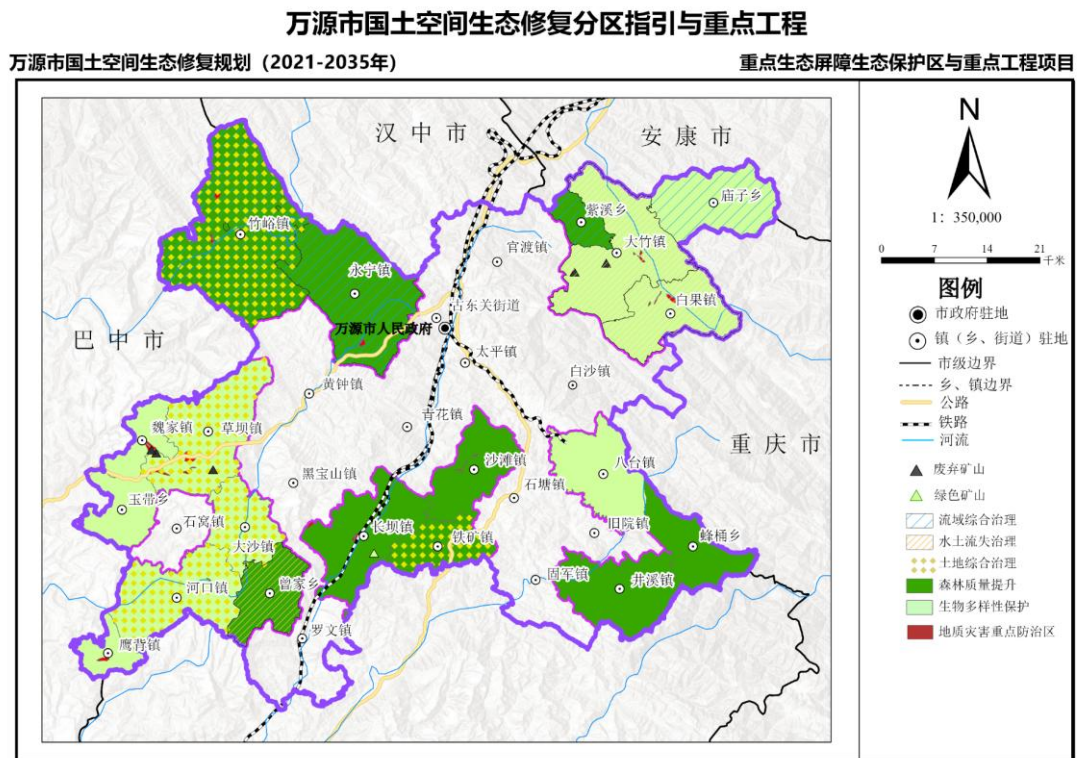 万源市国土空间生态修复分区指引与重点工程
万源市国土空间生态修复规划（2021-2035年）
重点生态屏障生态保护区与重点工程项目
汉中市
安康市
巴中市
重庆市
庙子乡
紫溪乡
竹峪镇
大竹镇
官渡镇
永宁镇
白果镇
古东关街道
万源市人民政府
太平镇
白沙镇
黄钟镇
青花镇
魏家镇
草坝镇
沙滩镇
八台镇
黑宝山镇
玉带乡
石塘镇
石窝镇
大沙镇
长坝镇
铁矿镇
旧院镇
蜂桶乡
河口镇
曾家乡
固军镇
井溪镇
罗文镇
鹰背镇
N
1：350,000
0 7 14 21
千米
图例
市政府驻地
镇（乡、街道）驻地
市级边界
乡、镇边界
公路
铁路
河流
废弃矿山
绿色矿山
流域综合治理
水土流失治理
土地综合治理
森林质量提升
生物多样性保护
地质灾害重点防治区